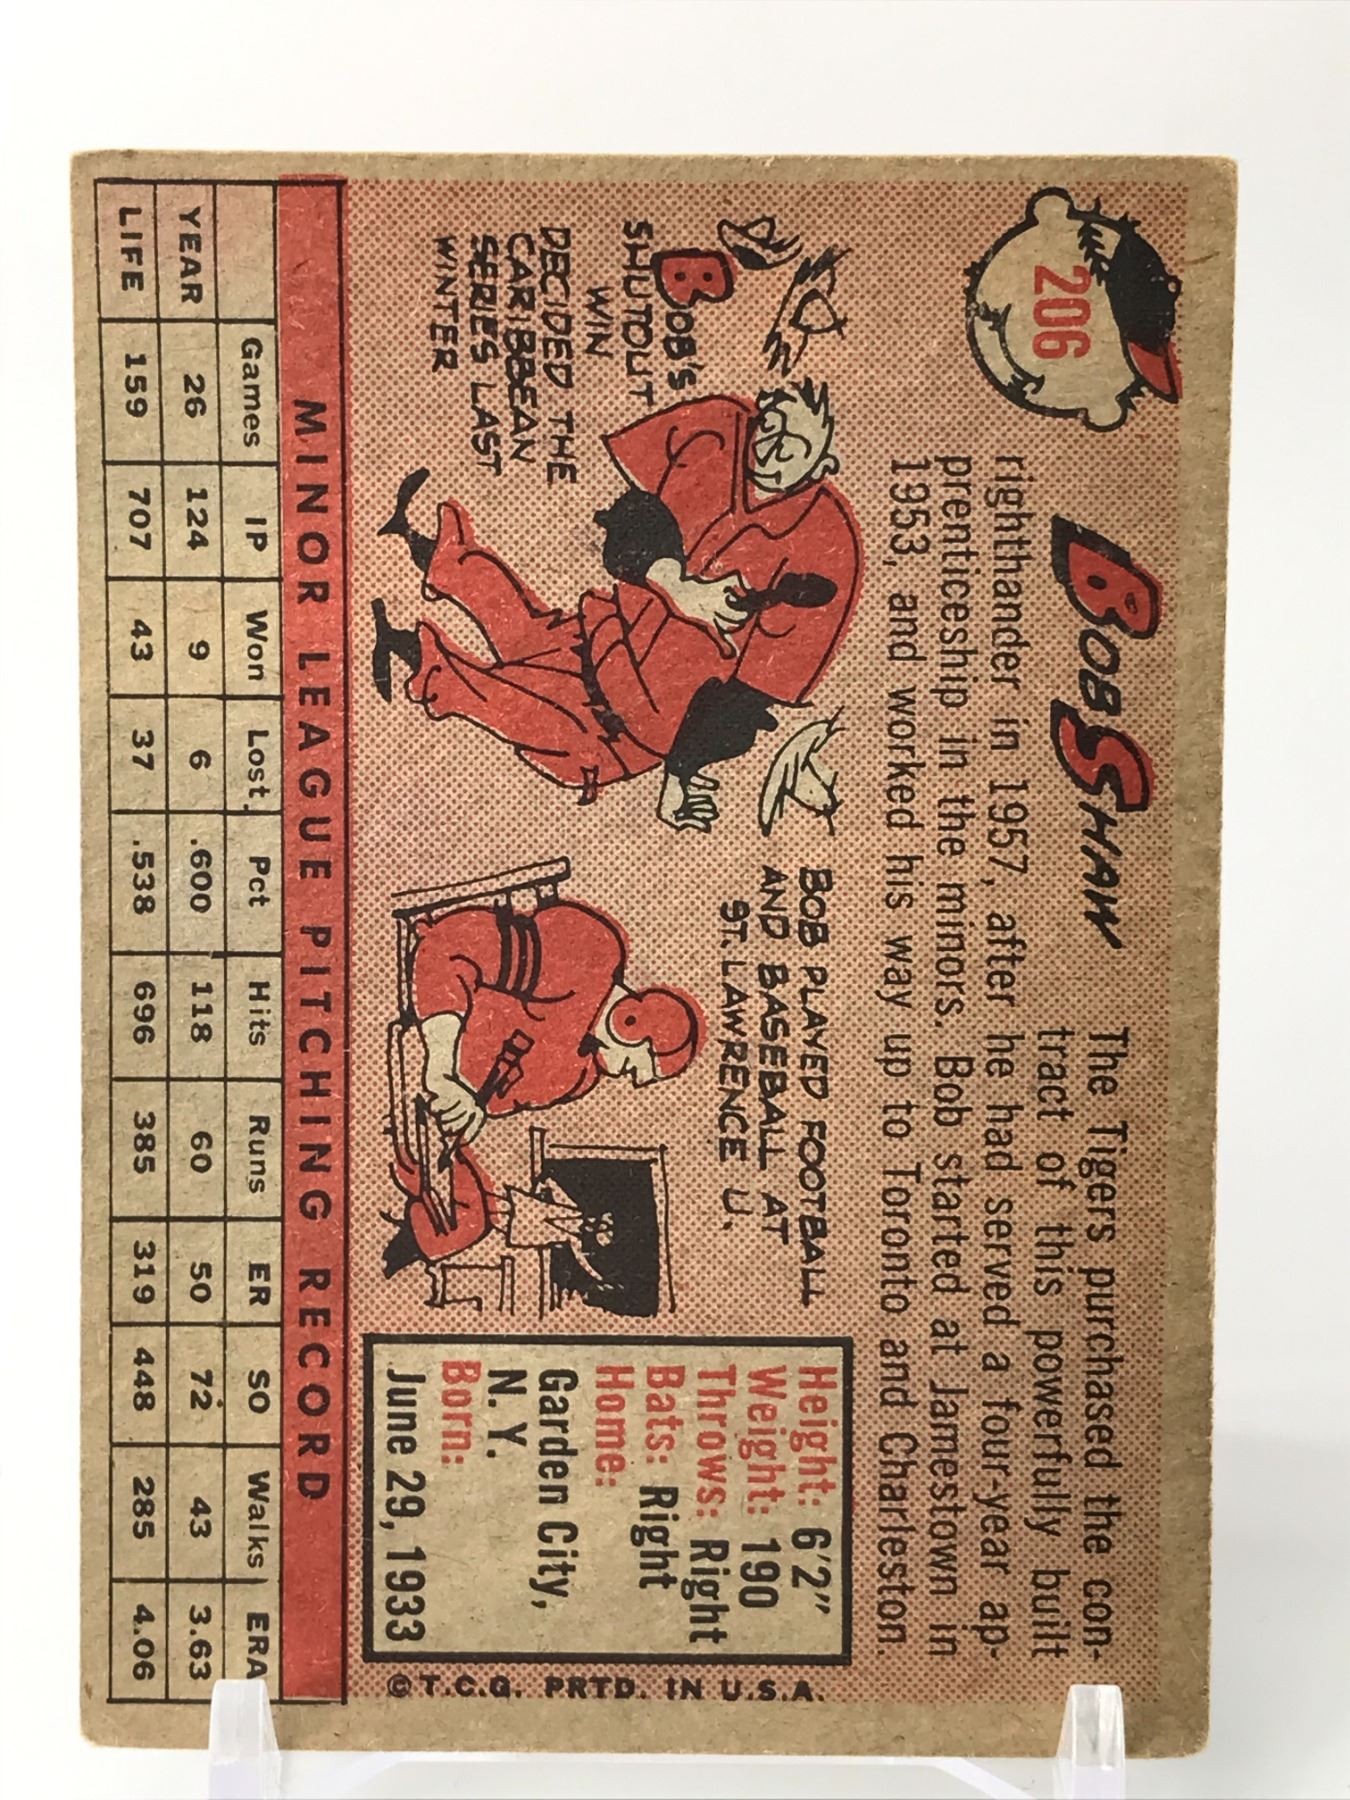 206
BOB SHAW
The Tigers purchased the con-
tract of this powerfully built
righthander in 1957, after he had served a four-year ap-
prenticeship in the minors. Bob started at Jamestown in
1953, and worked his way up to Toronto and Charleston.
BOB'S
SHUTOUT
WIN
DECIDED THE
CARIBBEAN
SERIES LAST
WINTER
BOB PLAYED FOOTBALL
AND BASEBALL AT
ST. LAWRENCE U.
Height: 6'2"
Weight: 190
Throws: Right
Bats: Right
Home:
Garden City,
N. Y.
Born:
June 29, 1933
©T.C.G. PRTD. IN U.S.A.
MINOR LEAGUE PITCHING RECORD
Games IP Won Lost Pct Hits Runs ER SO Walks ERA
YEAR 26 124 9 6 .600 118 60 50 72 43 3.63
LIFE 159 707 43 37 .538 696 385 319 448 285 4.06